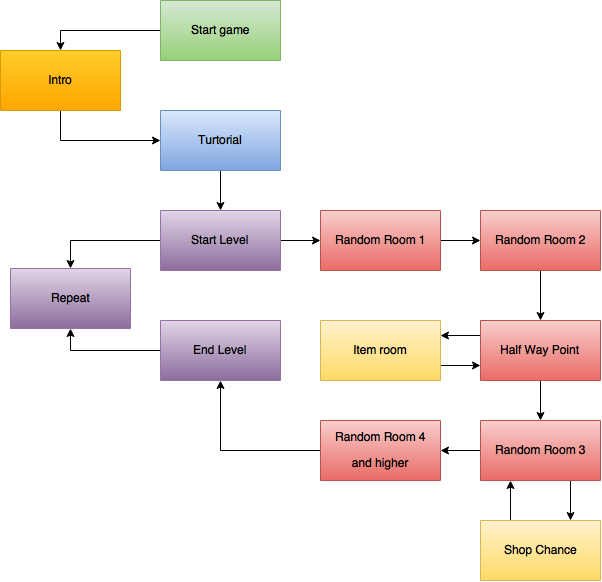 Start game
Intro
Turtorial
Start Level
Random Room 1
Random Room 2
Repeat
End Level
Item room
Half Way Point
Random Room 4
and higher
Random Room 3
Shop Chance